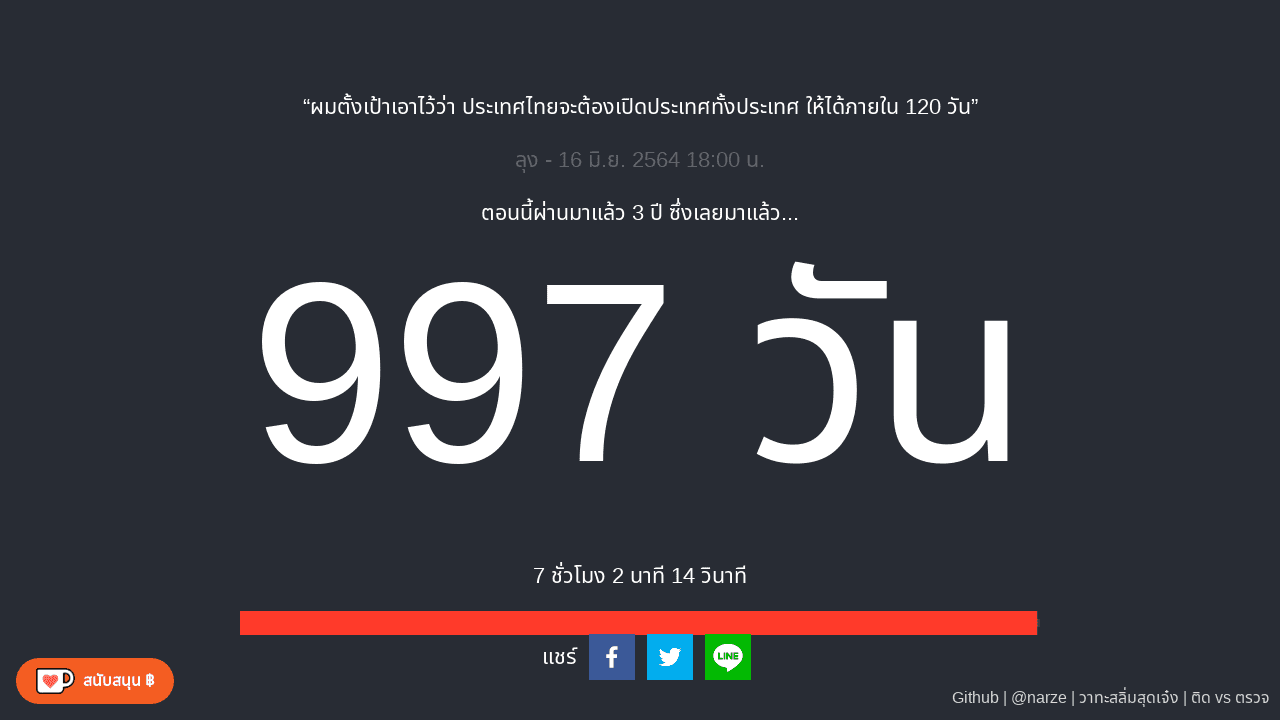 “ผมตั้งเป้าเอาไว้ว่า ประเทศไทยจะต้องเปิดประเทศทั้งประเทศ ให้ได้ภายใน 120 วัน”
ลุง - 16 มิ.ย. 2564 18:00 น.
ตอนนี้ผ่านมาแล้ว 3 ปี ซึ่งเลยมาแล้ว...
997 วัน
7 ชั่วโมง 2 นาที 14 วินาที
แชร์
LINE
สนับสนุน ฿
Github | @narze | วาทะสลิ่มสุดเจ๋ง | ติด vs ตรวจ